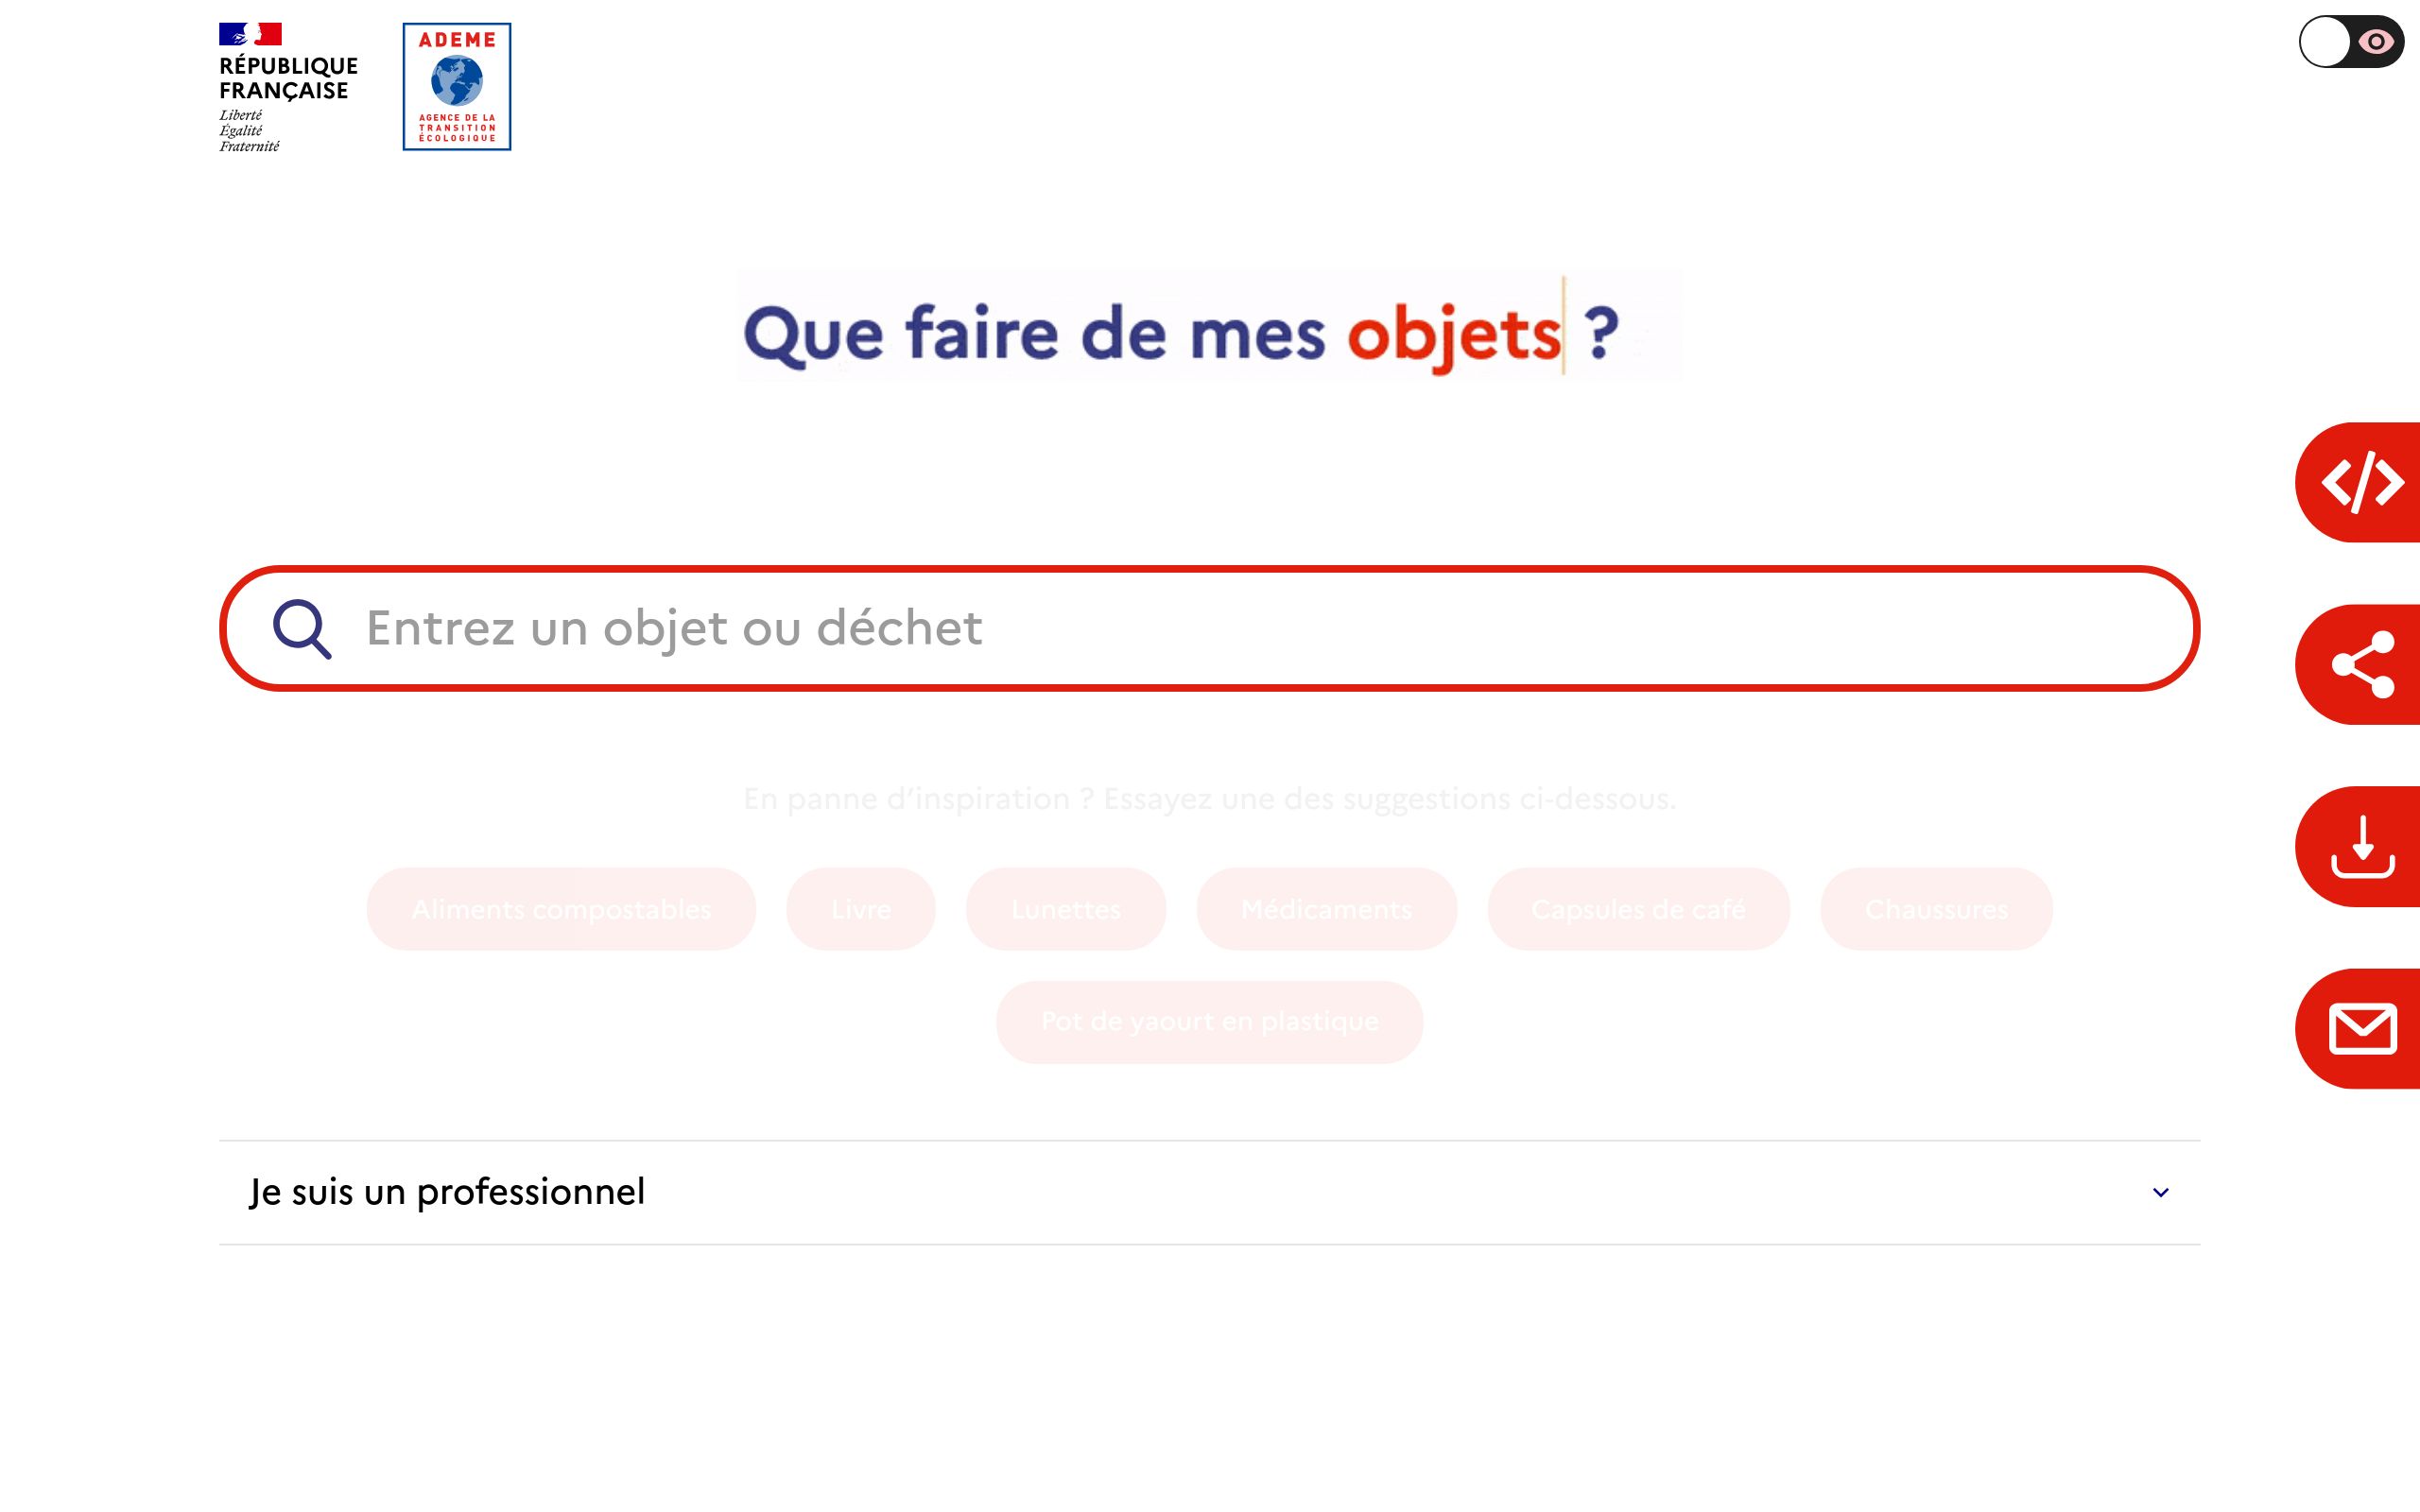 RÉPUBLIQUE
FRANÇAISE
Liberté
Égalité
Fraternité
ADEME
AGENCE DE LA
TRANSITION
ÉCOLOGIQUE
Que faire de mes objets ?
Entrez un objet ou déchet
En panne d’inspiration ? Essayez une des suggestions ci-dessous.
Aliments compostables
Livre
Lunettes
Médicaments
Capsules de café
Chaussures
Pot de yaourt en plastique
Je suis un professionnel